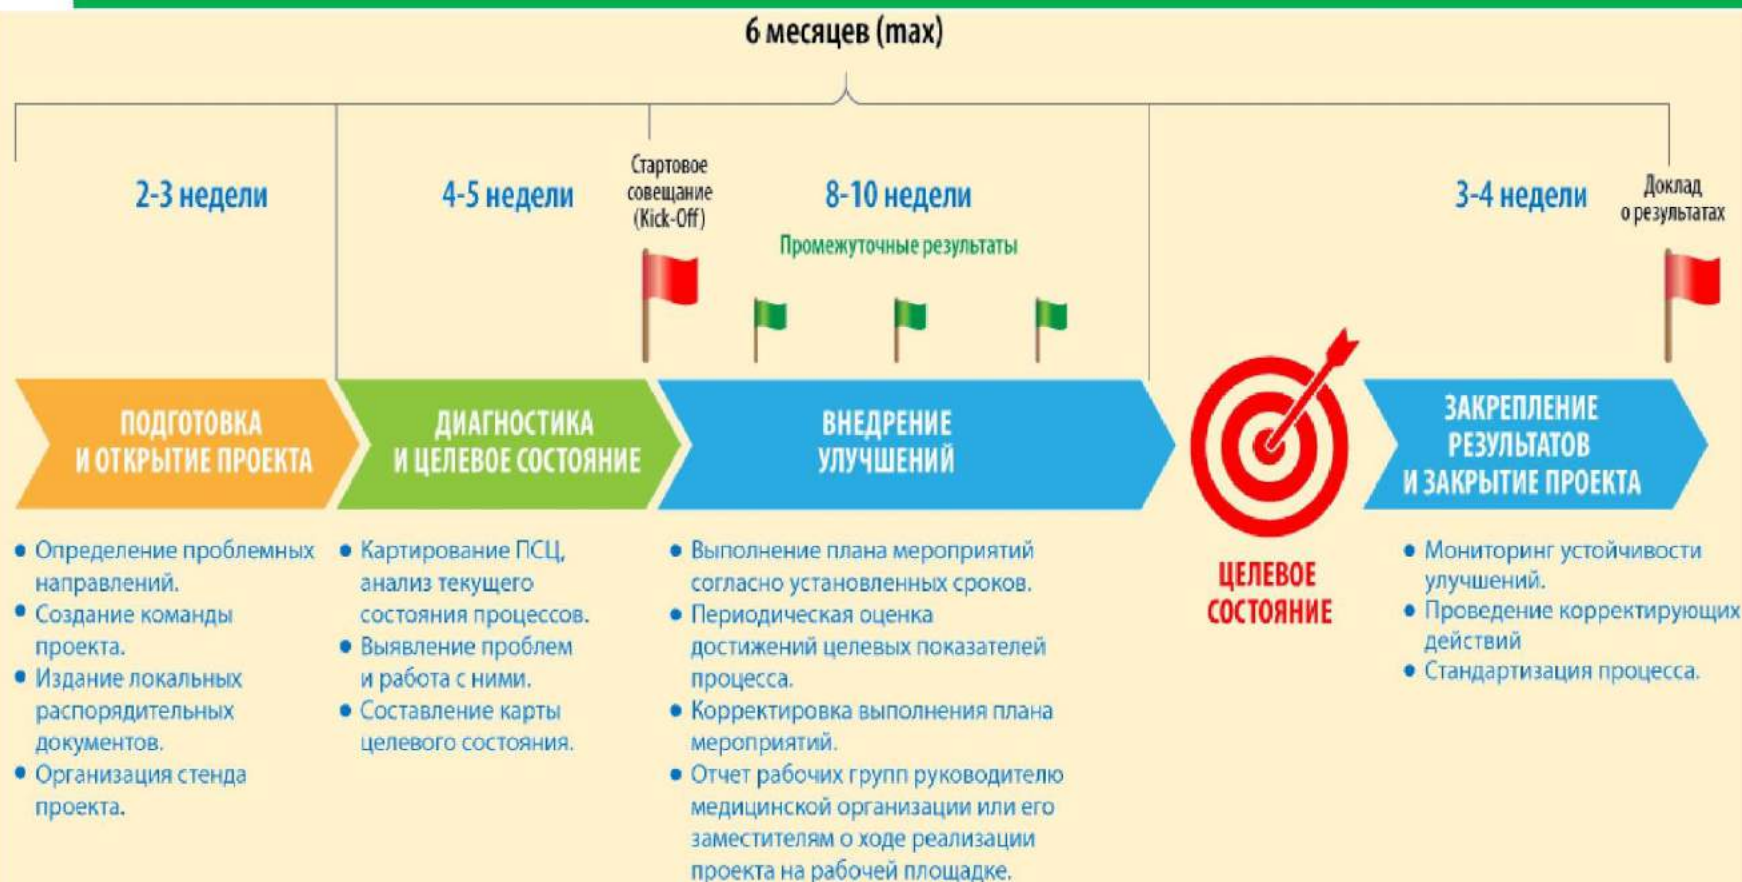 6 месяцев (max)
2-3 недели
4-5 недели
Стартовое
совещание
(Kick-Off)
8-10 недели
Промежуточные результаты
3-4 недели
Доклад
о результатах
ПОДГОТОВКА
И ОТКРЫТИЕ ПРОЕКТА
ДИАГНОСТИКА
И ЦЕЛЕВОЕ СОСТОЯНИЕ
ВНЕДРЕНИЕ
УЛУЧШЕНИЙ
ЗАКРЕПЛЕНИЕ
РЕЗУЛЬТАТОВ
И ЗАКРЫТИЕ ПРОЕКТА
• Определение проблемных
направлений.
• Создание команды
проекта.
• Издание локальных
распорядительных
документов.
• Организация стенда
проекта.
• Картирование ПСЦ,
анализ текущего
состояния процессов.
• Выявление проблем
и работа с ними.
• Составление карты
целевого состояния.
• Выполнение плана мероприятий
согласно установленных сроков.
• Периодическая оценка
достижений целевых показателей
процесса.
• Корректировка выполнения плана
мероприятий.
• Отчет рабочих групп руководителю
медицинской организации или его
заместителям о ходе реализации
проекта на рабочей площадке.
ЦЕЛЕВОЕ
СОСТОЯНИЕ
• Мониторинг устойчивости
улучшений.
• Проведение корректирующих
действий
• Стандартизация процесса.